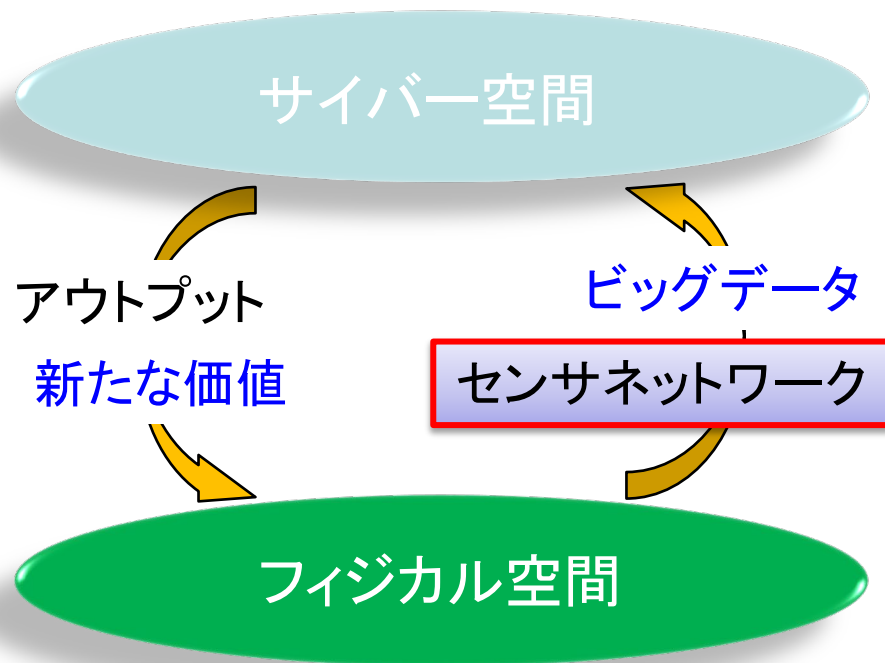 サイバー空間
アウトプット
新たな価値
ビッグデータ
センサネットワーク
フィジカル空間